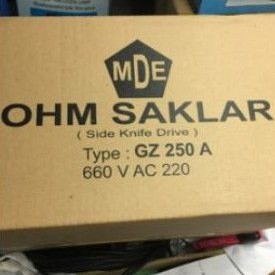 MDE
OHM SAKLAR
( Side Knife Drive )
Type : GZ 250 A
660 V AC 220